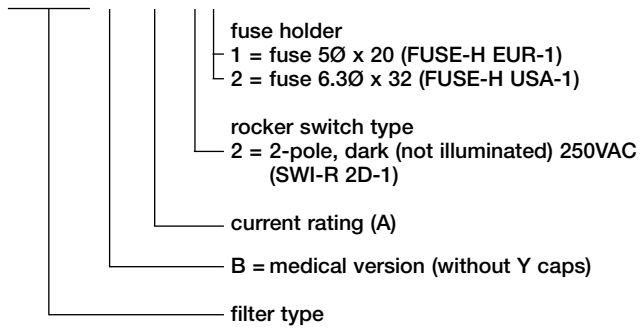 fuse holder
1 = fuse 5Ø x 20 (FUSE-H EUR-1)
2 = fuse 6.3Ø x 32 (FUSE-H USA-1)
rocker switch type
2 = 2-pole, dark (not illuminated) 250VAC
(SWI-R 2D-1)
current rating (A)
B = medical version (without Y caps)
filter type